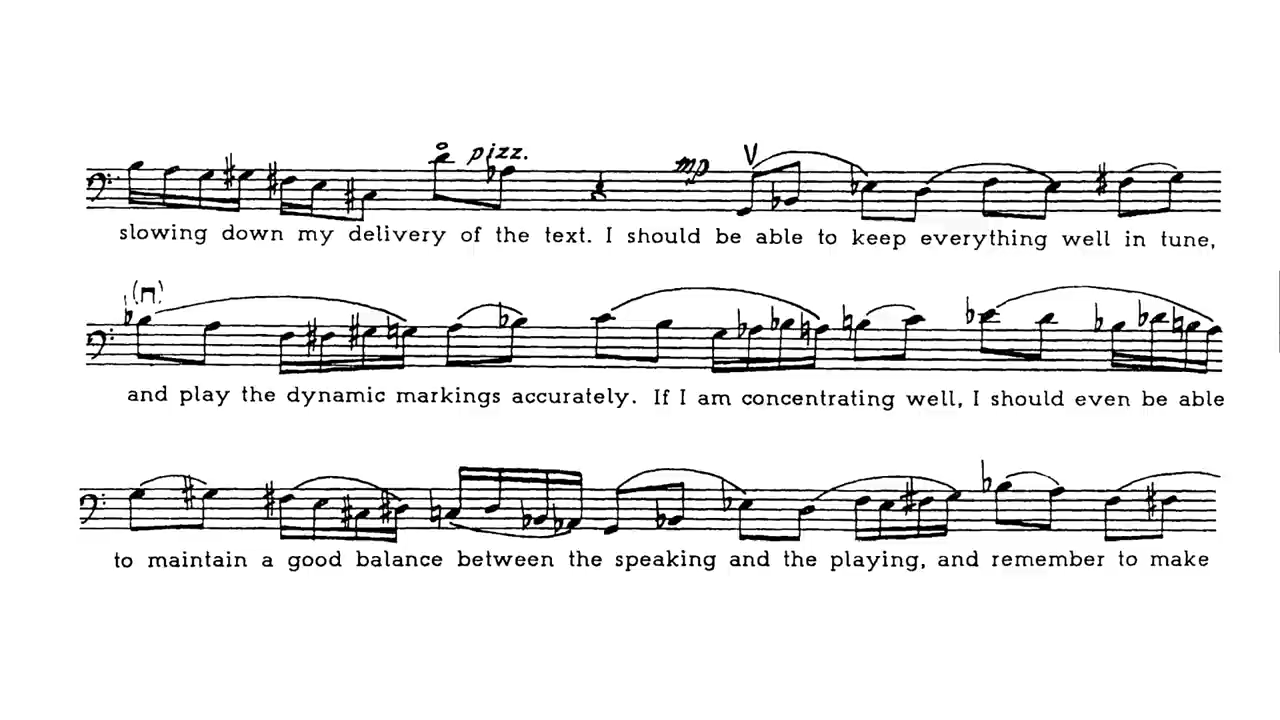 pizz.
mp
slowing down my delivery of the text. I should be able to keep everything well in tune,
and play the dynamic markings accurately. If I am concentrating well, I should even be able
to maintain a good balance between the speaking and the playing, and remember to make